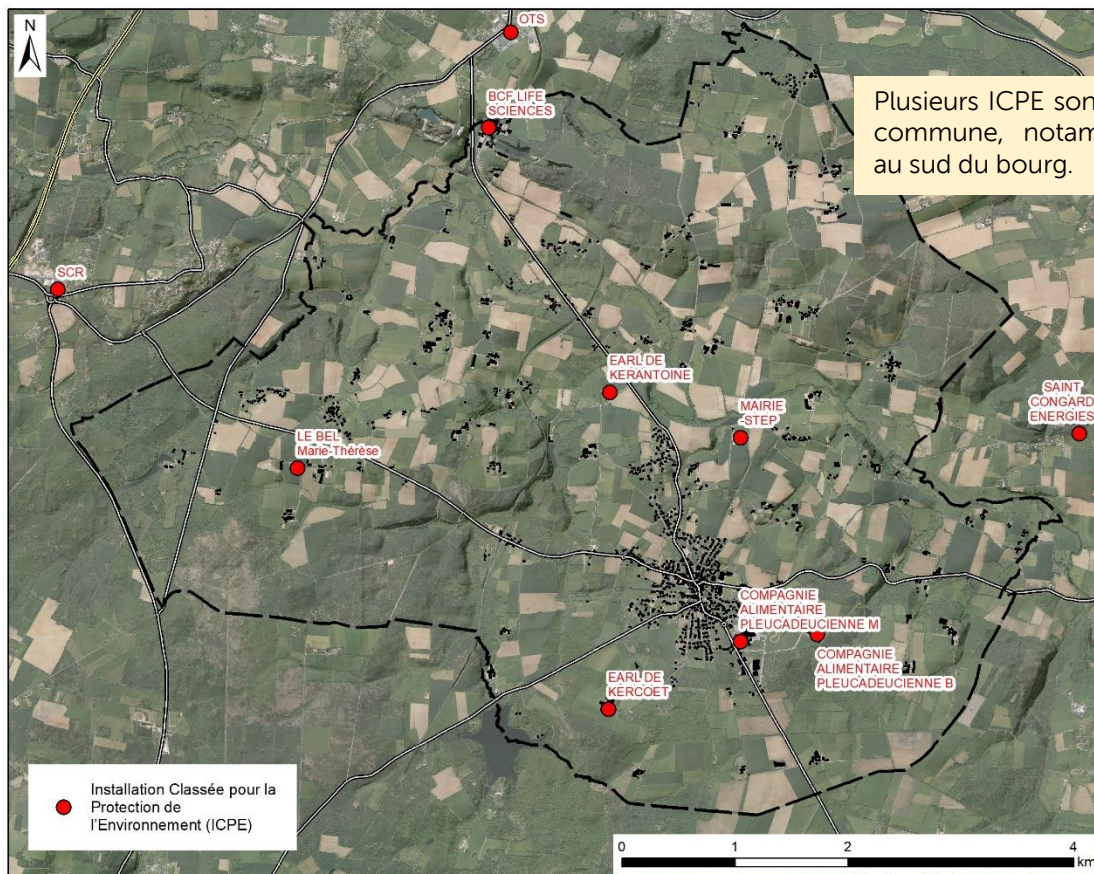 N
OTS
BCF LIFE
SCIENCES
Plusieurs ICPE
commune,
au sud du bourg.
SCR
EARL DE
KERANTOINE
MAIRIE
-STEP
SAINT
CONGARD
ENERGIES
LE BEL
Marie-Thérèse
COMPAGNIE
ALIMENTAIRE
PLEUCADEUCIENNE M
COMPAGNIE
ALIMENTAIRE
PLEUCADEUCIENNE B
EARL DE
KERCOET
Installation Classée pour la
Protection de
l'Environnement (ICPE)
0 1 2 4
km